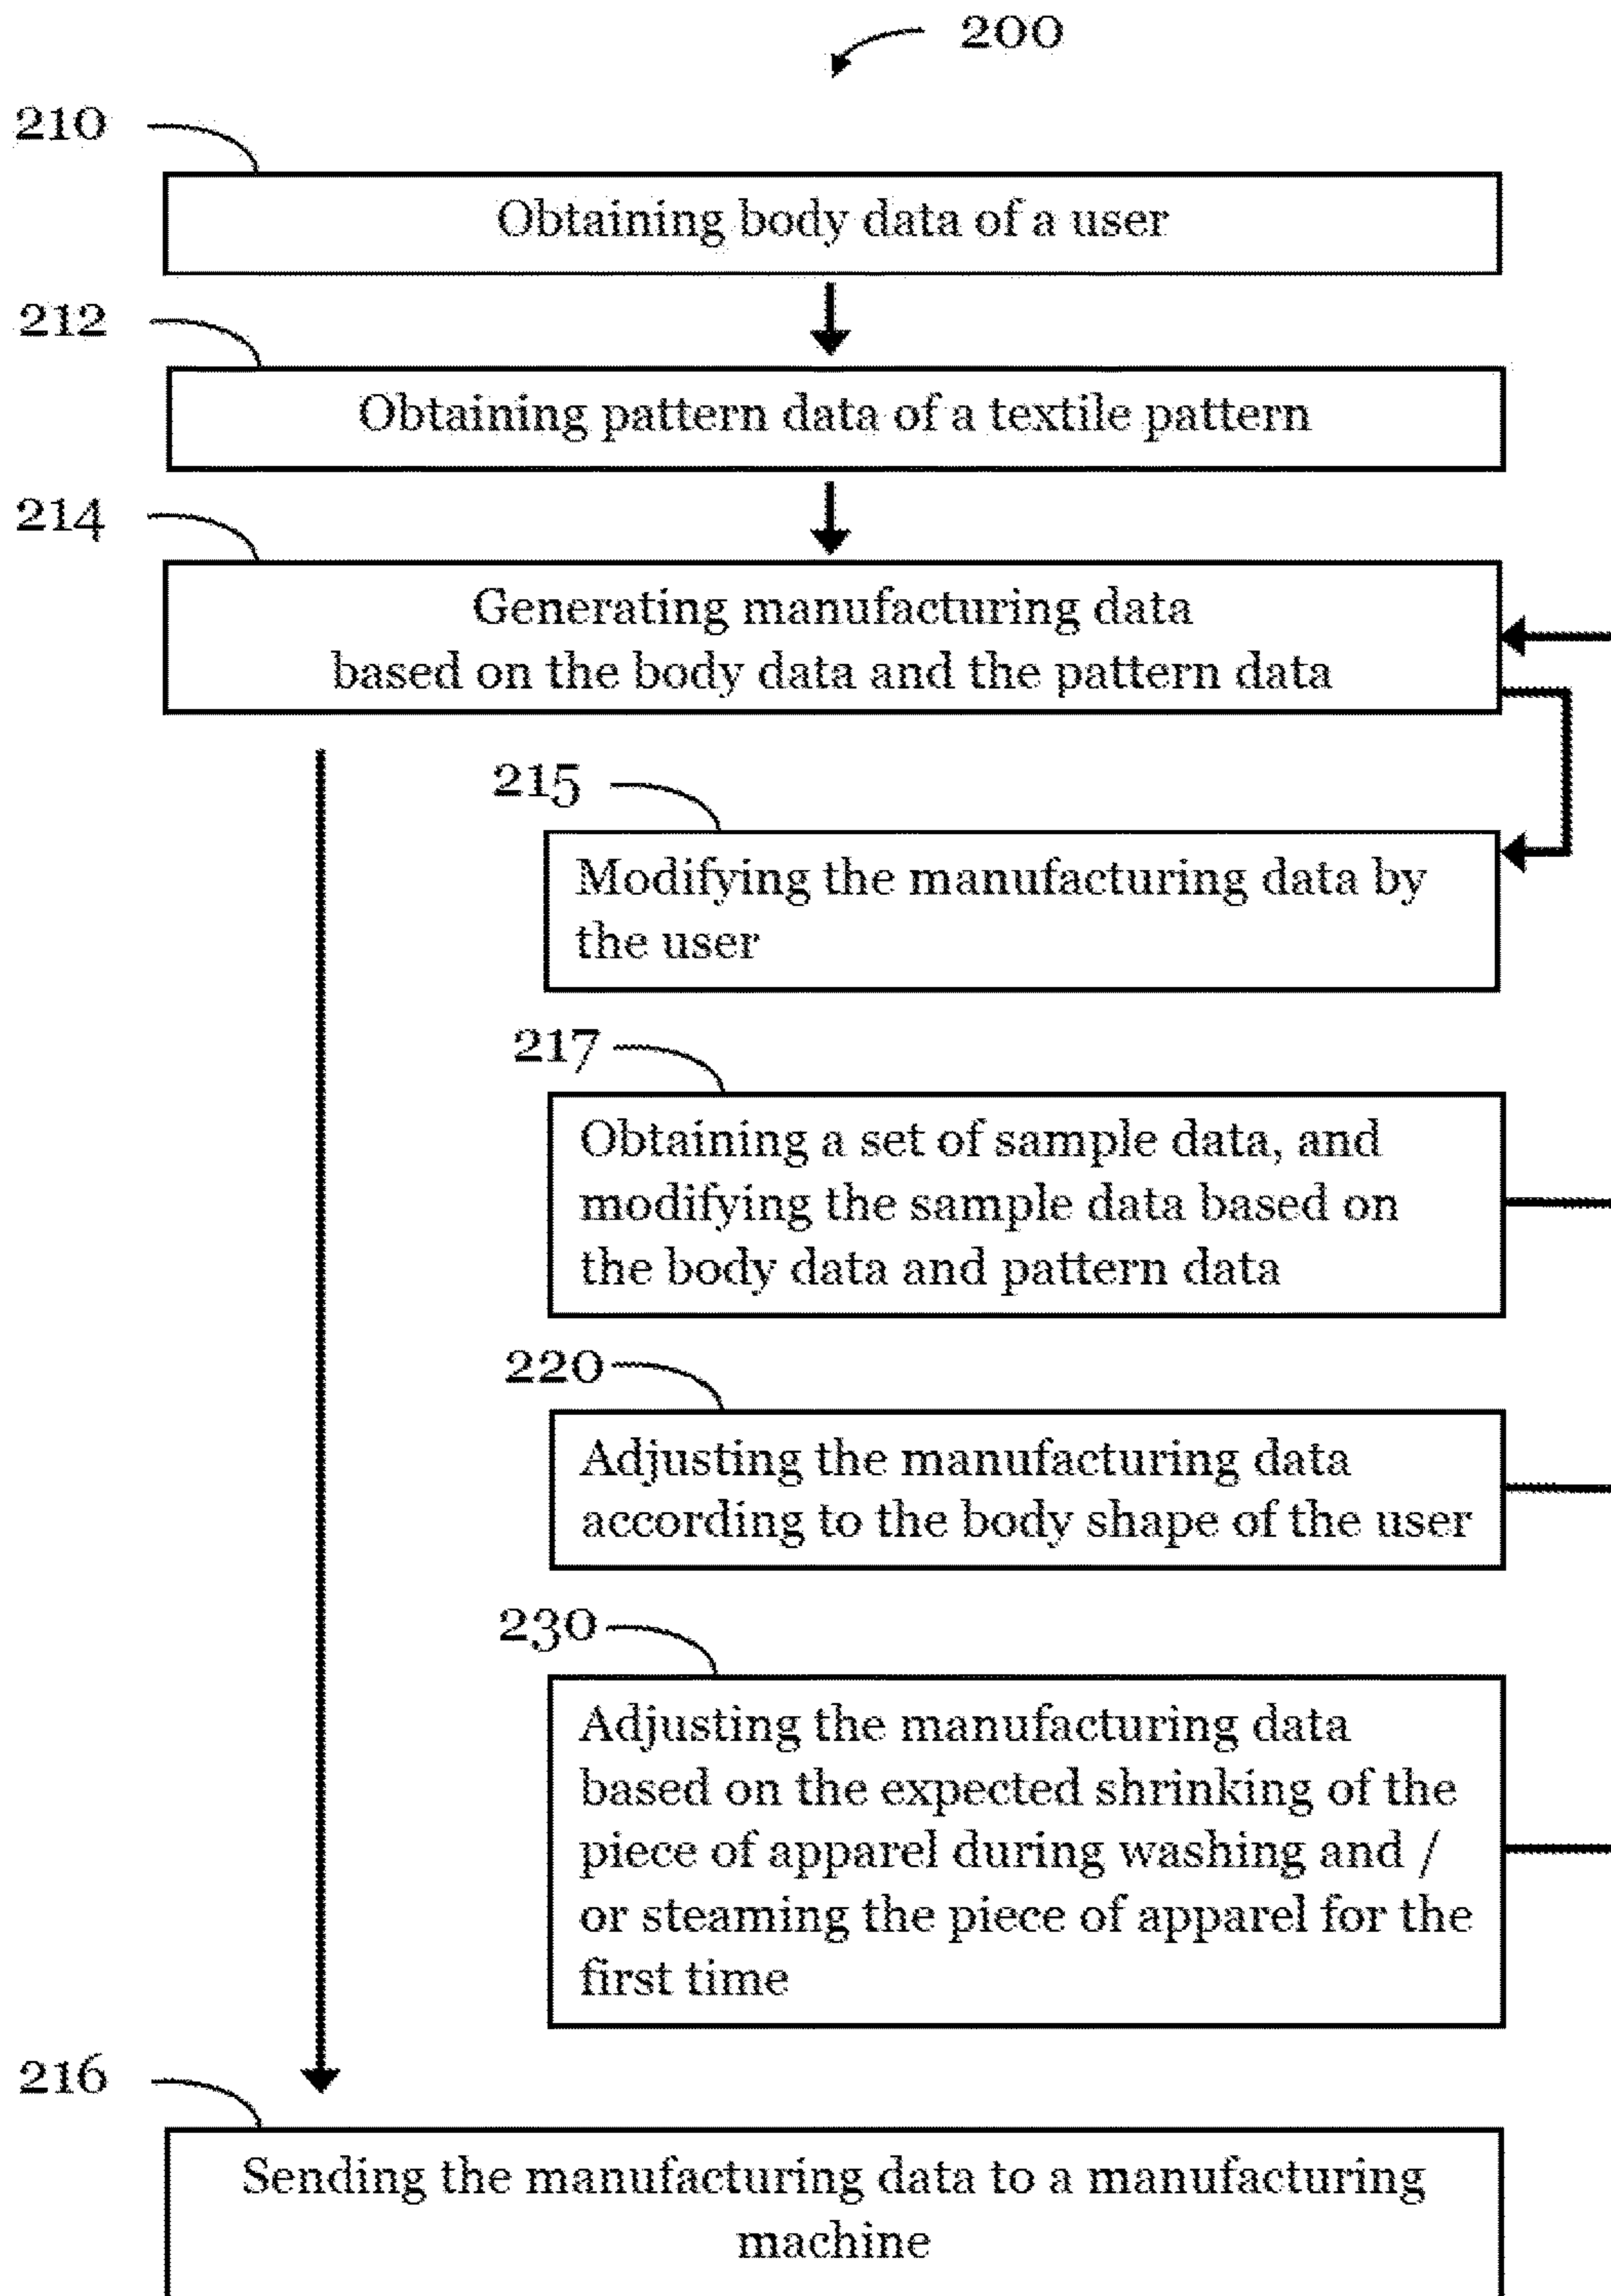 200
210
Obtaining body data of a user
212
Obtaining pattern data of a textile pattern
214
Generating manufacturing data
based on the body data and the pattern data
215
Modifying the manufacturing data by
the user
217
Obtaining a set of sample data, and
modifying the sample data based on
the body data and pattern data
220
Adjusting the manufacturing data
according to the body shape of the user
230
Adjusting the manufacturing data
based on the expected shrinking of the
piece of apparel during washing and /
or steaming the piece of apparel for the
first time
216
Sending the manufacturing data to a manufacturing
machine